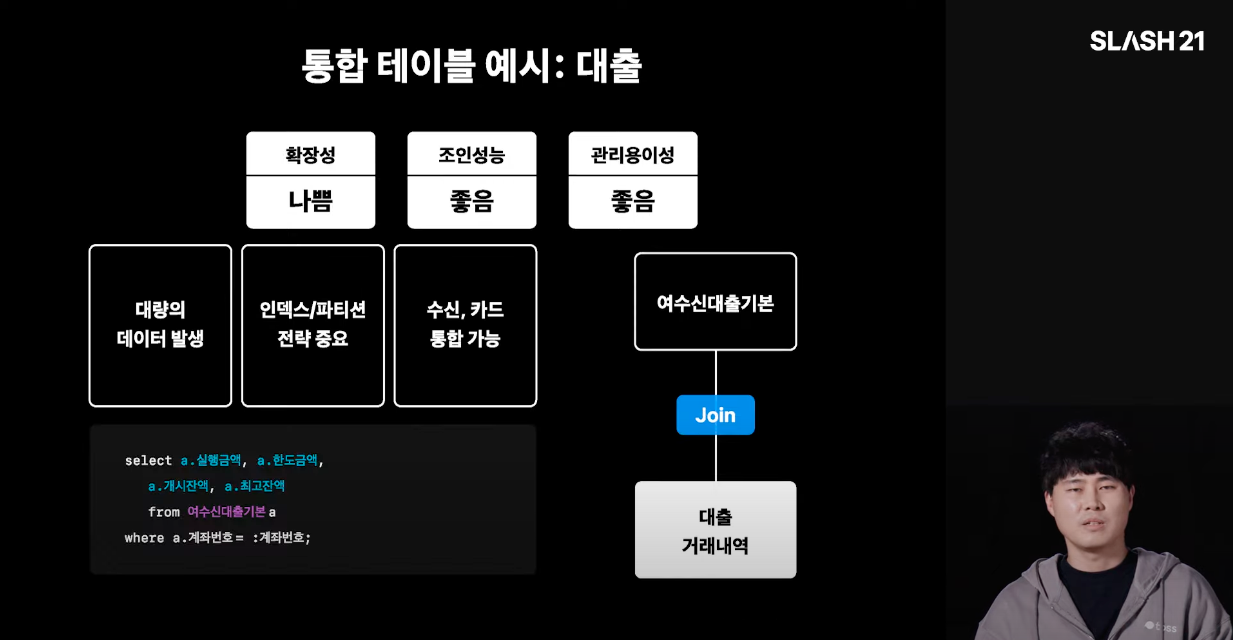 SLASH 21
통합 테이블 예시: 대출
확장성
나쁨
조인성능
좋음
관리용이성
좋음
대량의
데이터 발생
인덱스/파티션
전략 중요
수신, 카드
통합 가능
여수신대출기본
Join
대출
거래내역
select a.실행금액, a.한도금액,
a.개시잔액, a.최고잔액
from 여수신대출기본 a
where a.계좌번호 = :계좌번호;
toss